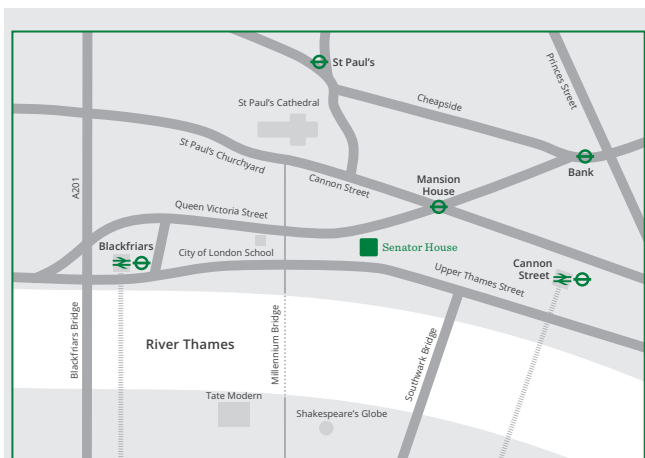 St Paul's
Princes Street
Cheapside
St Paul's Cathedral
St Paul's Churchyard
Bank
Cannon Street
Mansion
House
A201
Queen Victoria Street
Blackfriars
City of London School
Senator House
Cannon
Street
Upper Thames Street
Blackfriars Bridge
River Thames
Millennium Bridge
Southwark Bridge
Tate Modern
Shakespeare's Globe